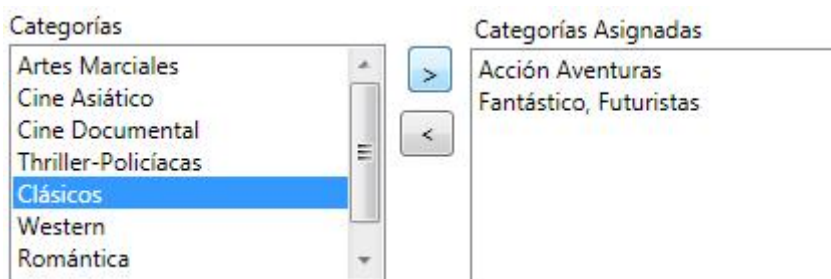 Categorías
Artes Marciales
Cine Asiático
Cine Documental
Thriller-Policíacas
Clásicos
Western
Romántica
>
<
Categorías Asignadas
Acción Aventuras
Fantástico, Futuristas